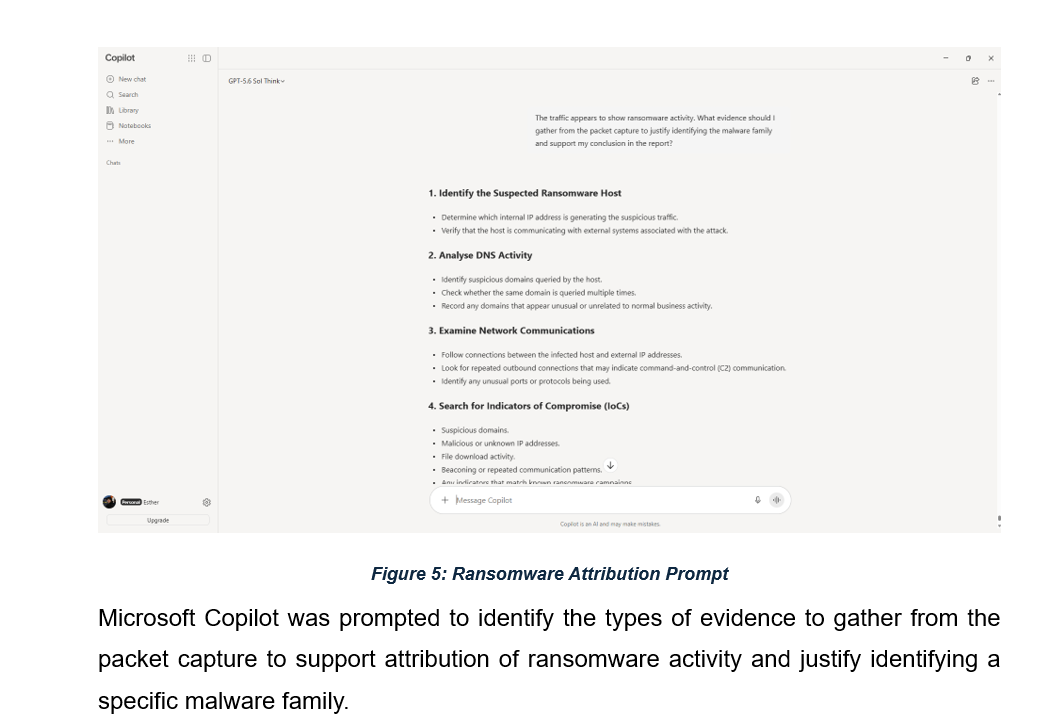 Copilot
New chat
Search
Library
Notebooks
More
Chats
GPT-5.6 Sol Think
The traffic appears to show ransomware activity. What evidence should I
gather from the packet capture to justify identifying the malware family
and support my conclusion in the report?
1. Identify the Suspected Ransomware Host
• Determine which internal IP address is generating the suspicious traffic.
• Verify that the host is communicating with external systems associated with the attack.
2. Analyse DNS Activity
• Identify suspicious domains queried by the host.
• Check whether the same domain is queried multiple times.
• Record any domains that appear unusual or unrelated to normal business activity.
3. Examine Network Communications
• Follow connections between the infected host and external IP addresses.
• Look for repeated outbound connections that may indicate command-and-control (C2) communication.
• Identify any unusual ports or protocols being used.
4. Search for Indicators of Compromise (IoCs)
• Suspicious domains.
• Malicious or unknown IP addresses.
• File download activity.
• Beaconing or repeated communication patterns.
• Any indicators that match known ransomware campaigns
Personal Esther
Upgrade
Message Copilot
Copilot is an AI and may make mistakes.
Figure 5: Ransomware Attribution Prompt
Microsoft Copilot was prompted to identify the types of evidence to gather from the
packet capture to support attribution of ransomware activity and justify identifying a
specific malware family.